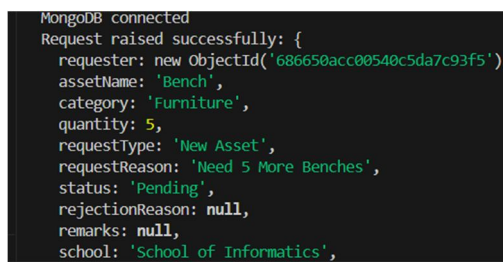 MongoDB connected
Request raised successfully: {
requester: new ObjectId('686650acc00540c5da7c93f5')
assetName: 'Bench',
category: 'Furniture',
quantity: 5,
requestType: 'New Asset',
requestReason: 'Need 5 More Benches',
status: 'Pending',
rejectionReason: null,
remarks: null,
school: 'School of Informatics',